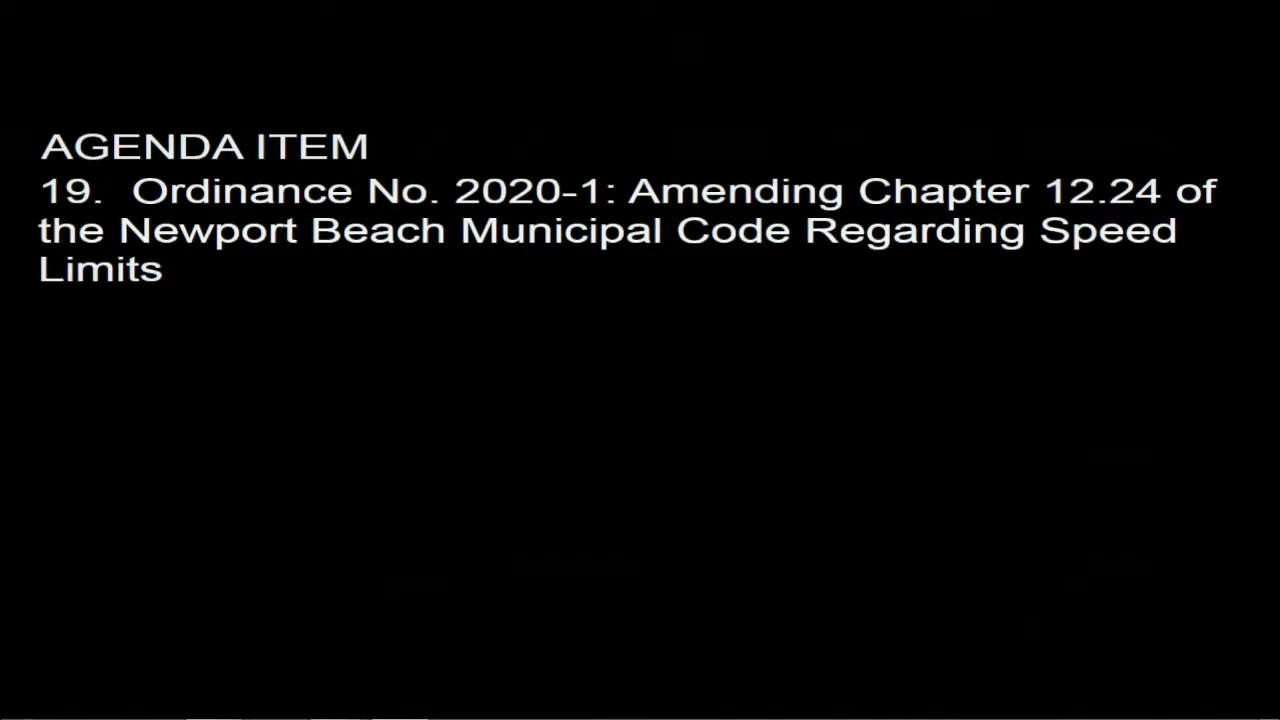 AGENDA ITEM
19. Ordinance No. 2020-1: Amending Chapter 12.24 of
the Newport Beach Municipal Code Regarding Speed
Limits